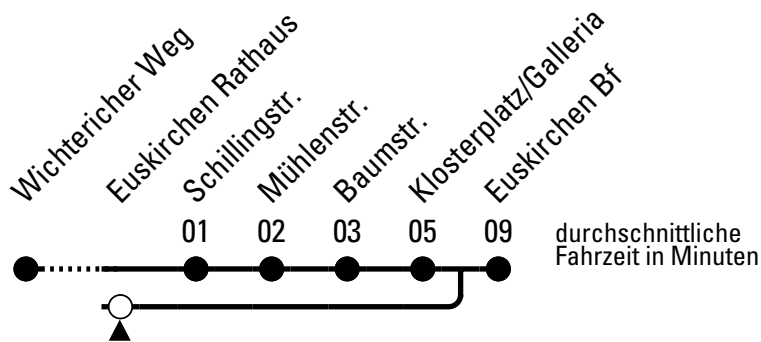 Wichtericher Weg
Euskirchen Rathaus
Schillingstr.
Mühlenstr.
Baumstr.
Klosterplatz/Galleria
Euskirchen Bf
01 02 03 05 09
durchschnittliche
Fahrzeit in Minuten